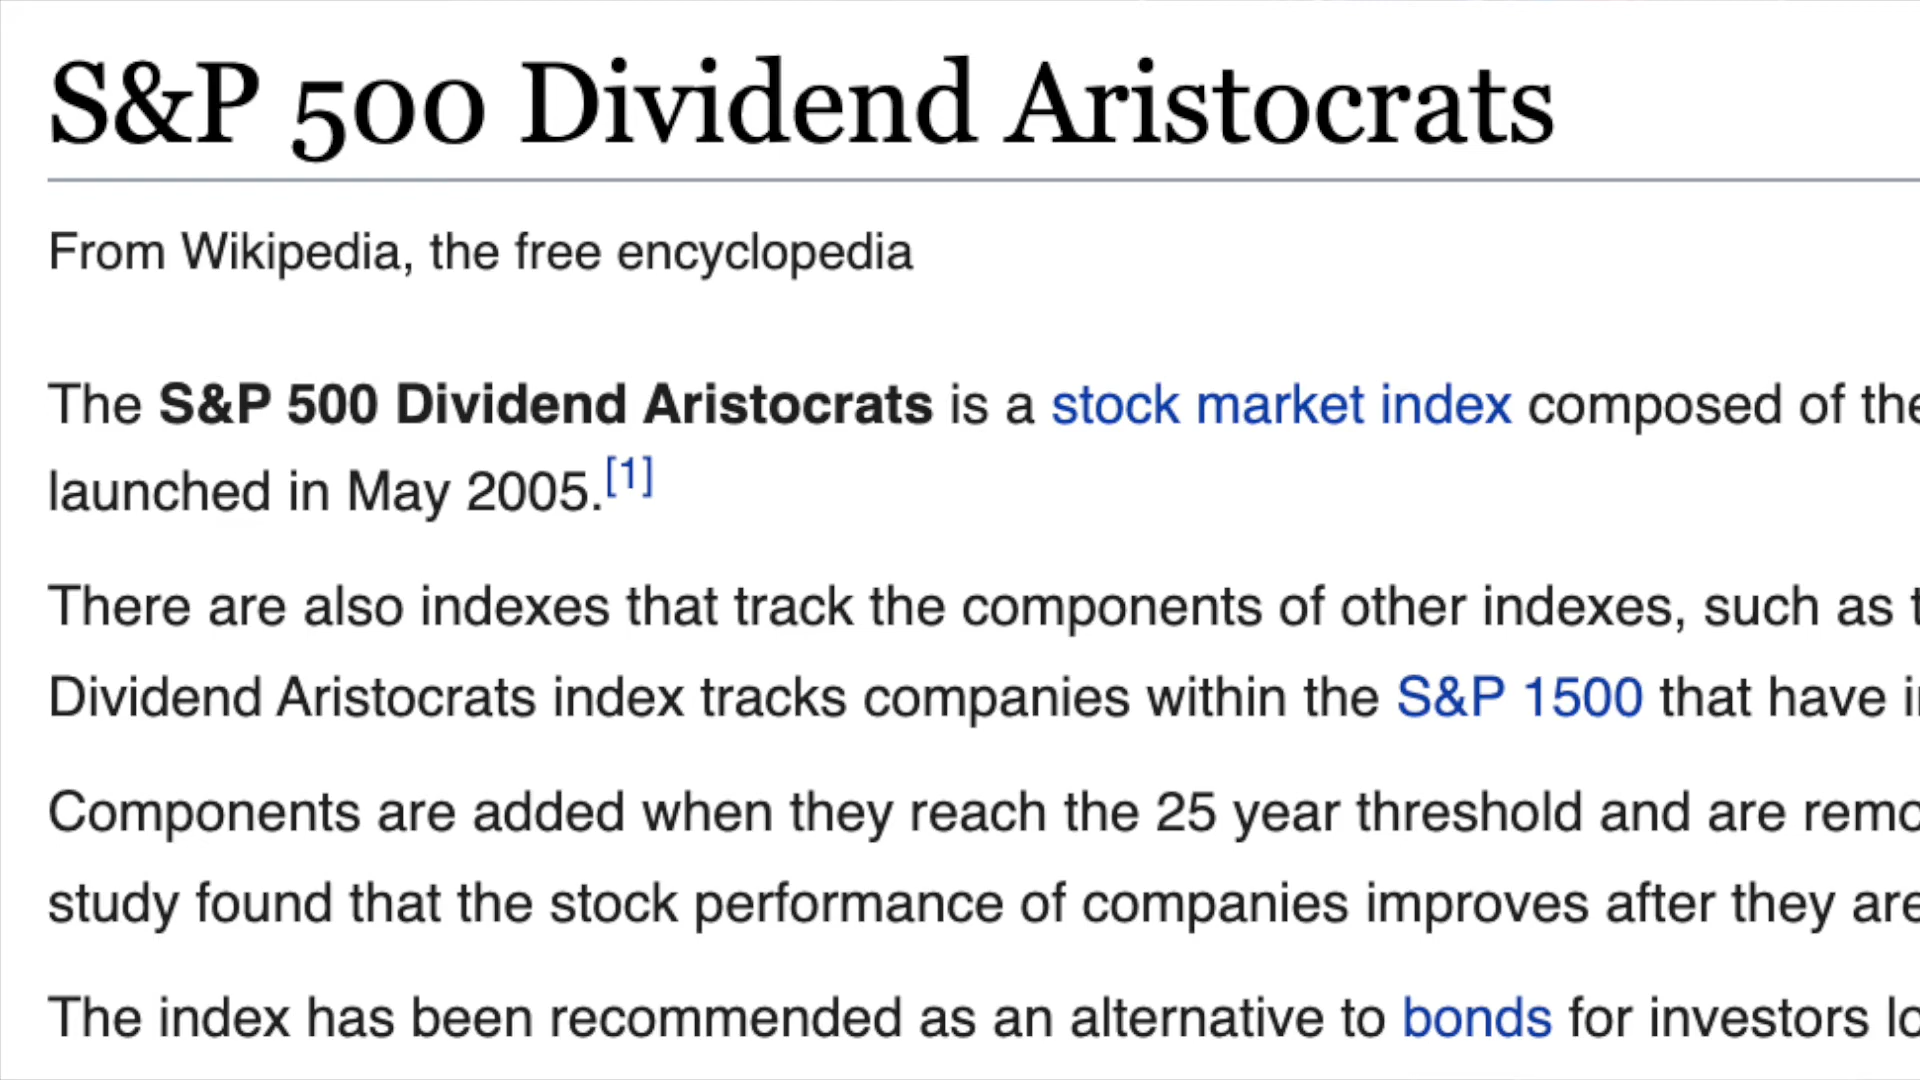 S&P 500 Dividend Aristocrats
From Wikipedia, the free encyclopedia
The S&P 500 Dividend Aristocrats is a stock market index composed of the
launched in May 2005.[1]
There are also indexes that track the components of other indexes, such as t
Dividend Aristocrats index tracks companies within the S&P 1500 that have i
Components are added when they reach the 25 year threshold and are remo
study found that the stock performance of companies improves after they are
The index has been recommended as an alternative to bonds for investors lo